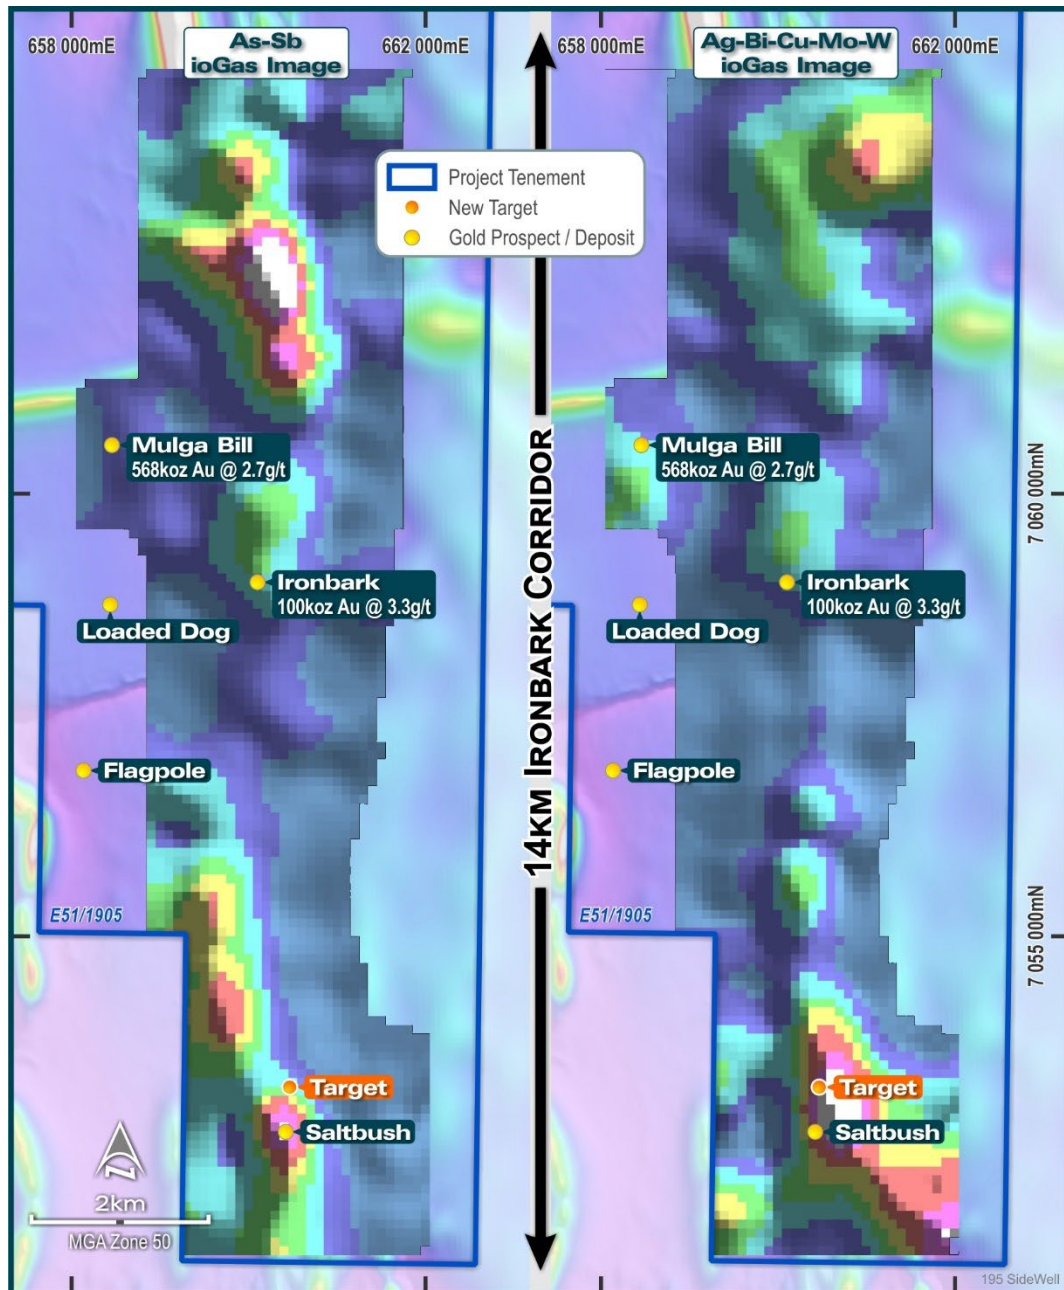 658 000mE
As-Sb
ioGas Image
662 000mE
658 000mE
Ag-Bi-Cu-Mo-W
ioGas Image
662 000mE
Project Tenement
New Target
Gold Prospect / Deposit
14KM IRONBARK CORRIDOR
Mulga Bill
568koz Au @ 2.7g/t
Ironbark
100koz Au @ 3.3g/t
Loaded Dog
Flagpole
E51/1905
Target
Saltbush
N
2km
MGA Zone 50
Mulga Bill
568koz Au @ 2.7g/t
Ironbark
100koz Au @ 3.3g/t
Loaded Dog
Flagpole
E51/1905
Target
Saltbush
7 060 000mN
7 055 000mN
195 SideWell